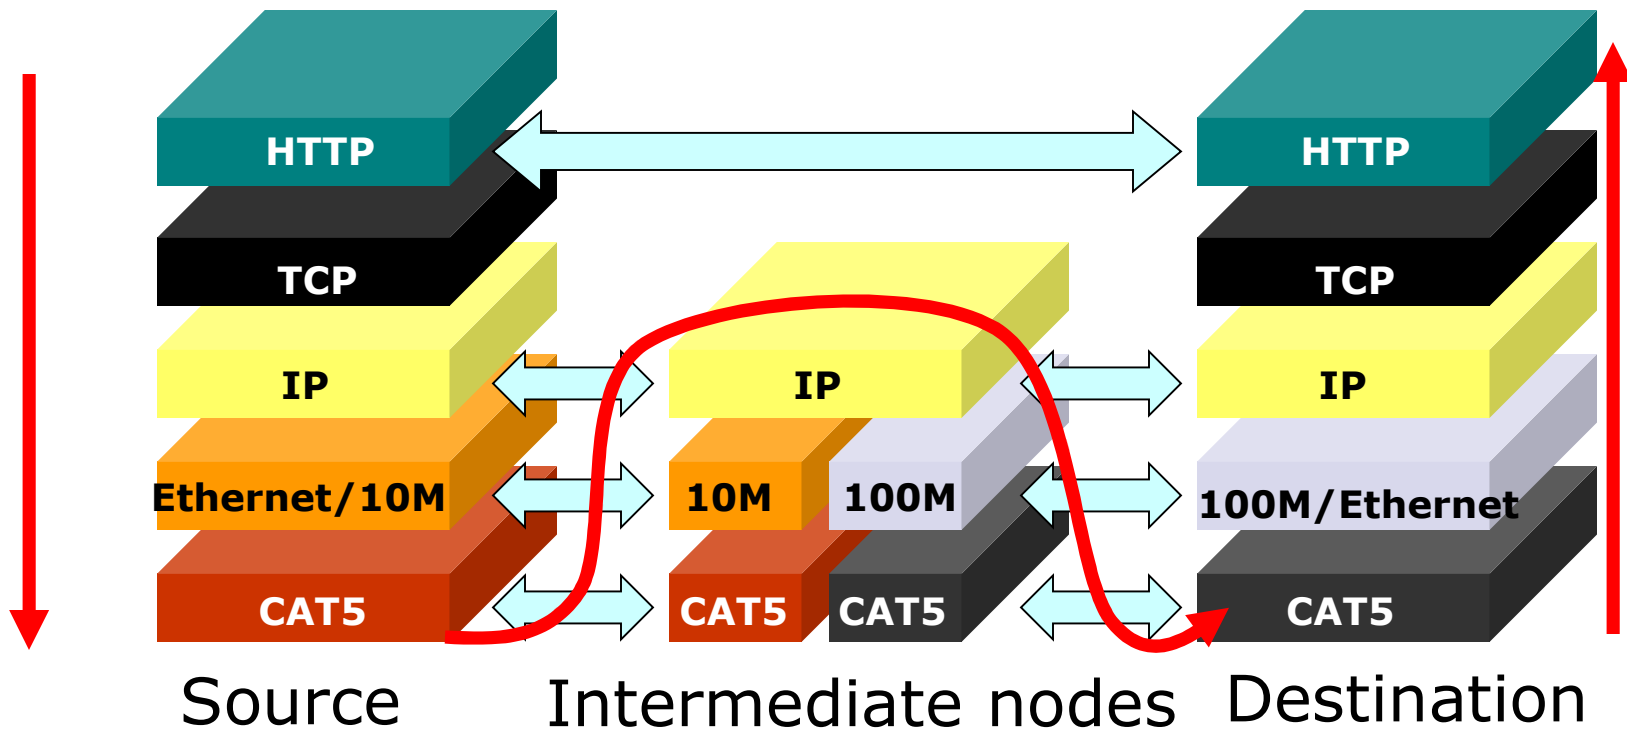 HTTP
HTTP
TCP
TCP
IP
IP
IP
Ethernet/10M
10M
100M
100M/Ethernet
CAT5
CAT5
CAT5
CAT5
Source
Intermediate nodes
Destination